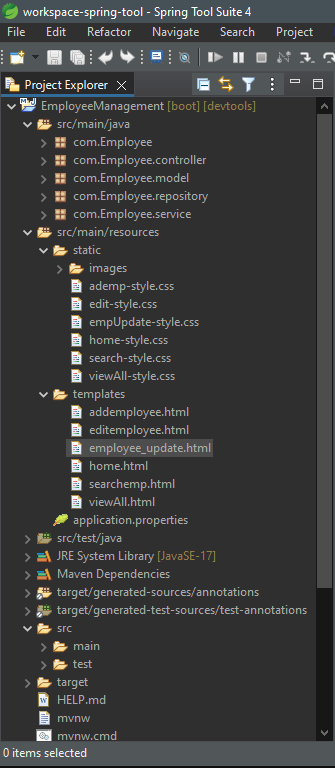 workspace-spring-tool - Spring Tool Suite 4
File Edit Refactor Navigate Search Project
Project Explorer
EmployeeManagement [boot] [devtools]
src/main/java
com.Employee
com.Employee.controller
com.Employee.model
com.Employee.repository
com.Employee.service
src/main/resources
static
images
ademp-style.css
edit-style.css
empUpdate-style.css
home-style.css
search-style.css
viewAll-style.css
templates
addemployee.html
editemployee.html
employee_update.html
home.html
searchemp.html
viewAll.html
application.properties
src/test/java
JRE System Library [JavaSE-17]
Maven Dependencies
target/generated-sources/annotations
target/generated-test-sources/test-annotations
src
main
test
target
HELP.md
mvnw
mvnw.cmd
0 items selected